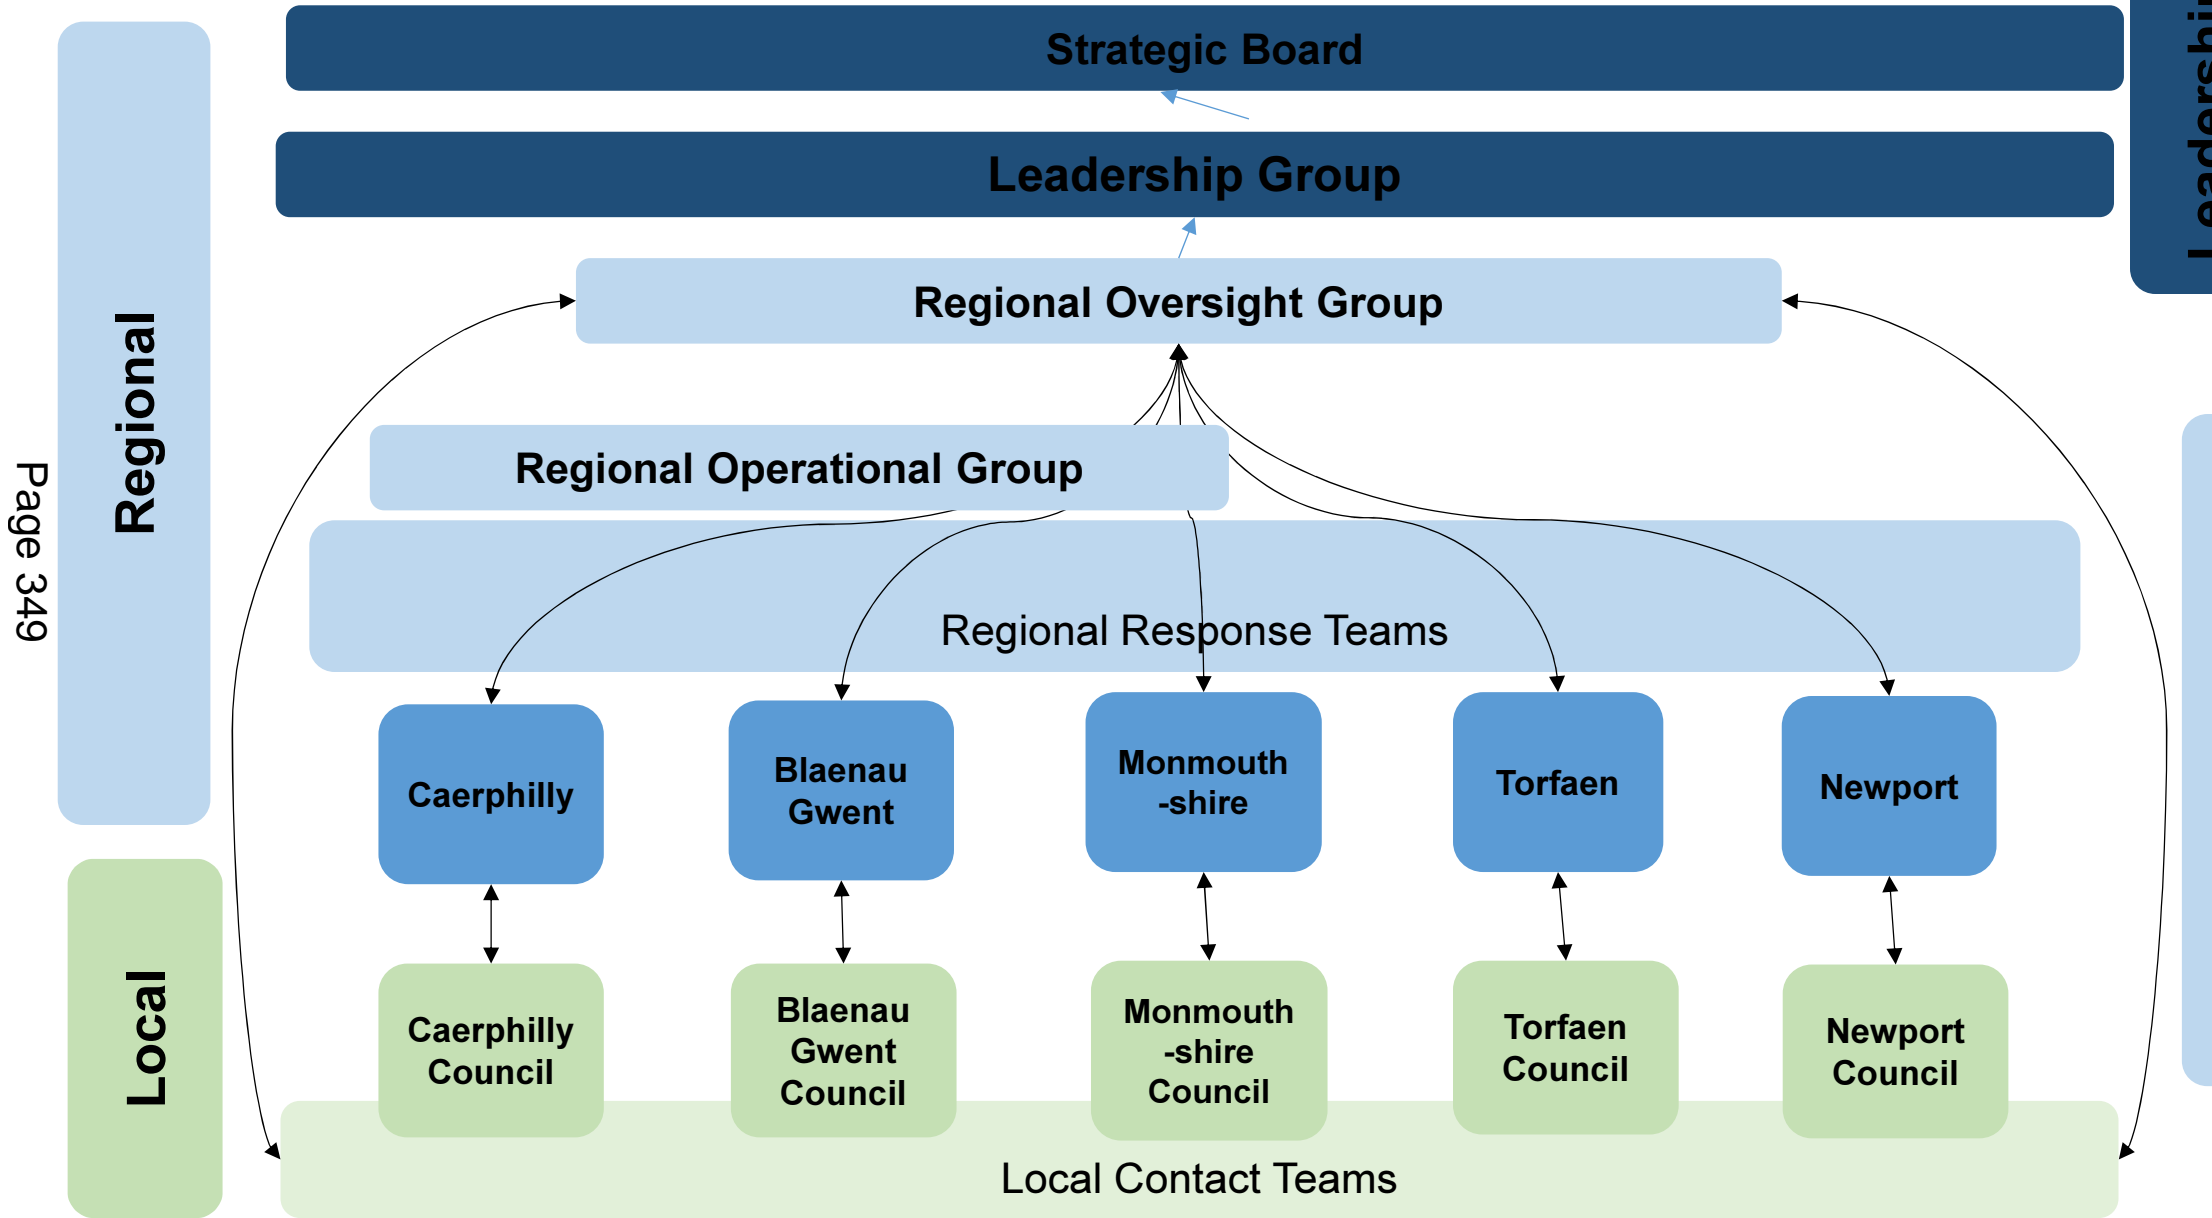 Strategic Board
Leadership Group
Regional Oversight Group
Regional
Page 349
Regional Operational Group
Regional Response Teams
Caerphilly
Blaenau
Gwent
Monmouth
-shire
Torfaen
Newport
Local
Caerphilly
Council
Blaenau
Gwent
Council
Monmouth
-shire
Council
Torfaen
Council
Newport
Council
Local Contact Teams